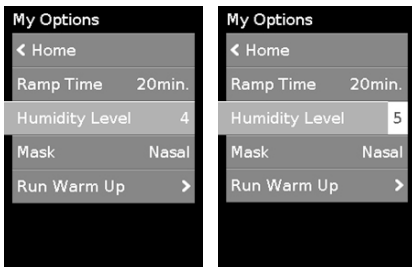 My Options
Home
Ramp Time 20min.
Humidity Level 4
Mask Nasal
Run Warm Up
My Options
Home
Ramp Time 20min.
Humidity Level 5
Mask Nasal
Run Warm Up